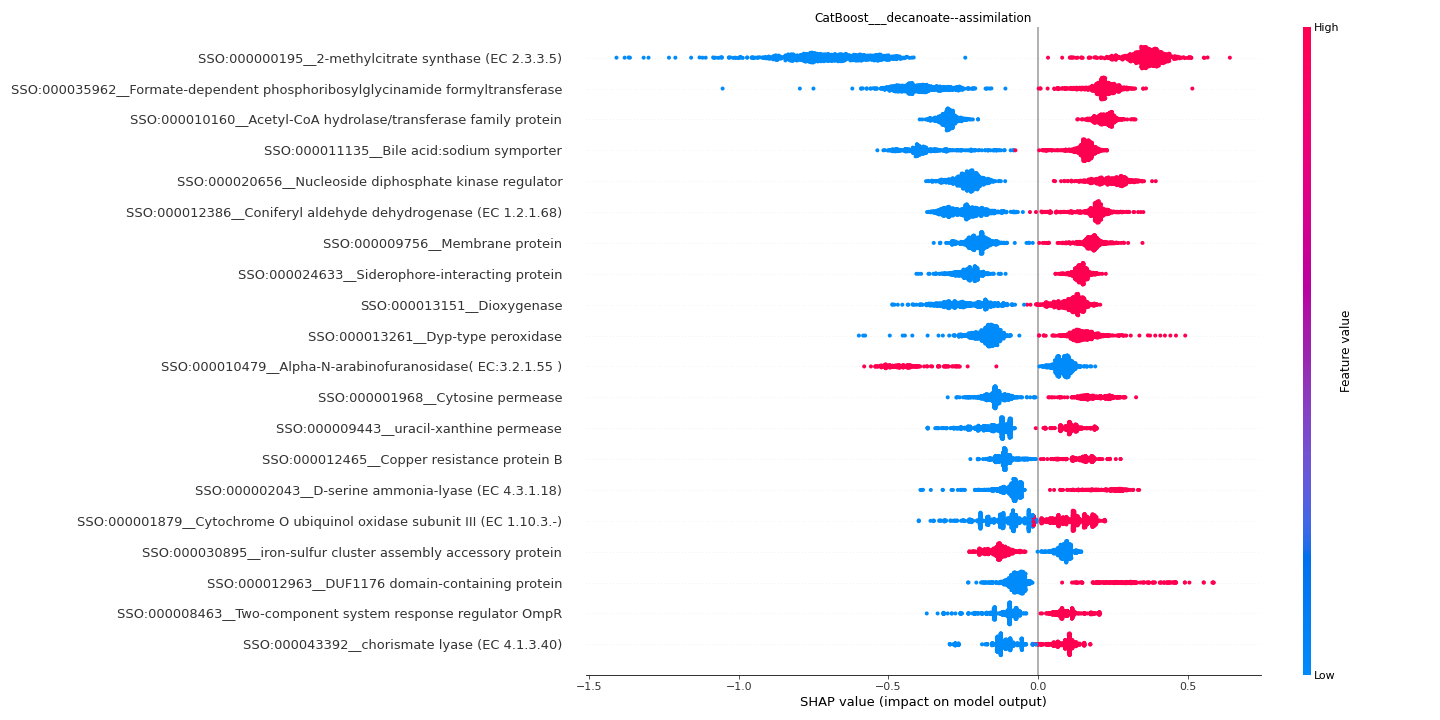 CatBoost___decanoate--assimilation
SSO:000000195__2-methylcitrate synthase (EC 2.3.3.5)
SSO:000035962__Formate-dependent phosphoribosylglycinamide formyltransferase
SSO:000010160__Acetyl-CoA hydrolase/transferase family protein
SSO:000011135__Bile acid:sodium symporter
SSO:000020656__Nucleoside diphosphate kinase regulator
SSO:000012386__Coniferyl aldehyde dehydrogenase (EC 1.2.1.68)
SSO:000009756__Membrane protein
SSO:000024633__Siderophore-interacting protein
SSO:000013151__Dioxygenase
SSO:000013261__Dyp-type peroxidase
SSO:000010479__Alpha-N-arabinofuranosidase( EC:3.2.1.55 )
SSO:000001968__Cytosine permease
SSO:000009443__uracil-xanthine permease
SSO:000012465__Copper resistance protein B
SSO:000002043__D-serine ammonia-lyase (EC 4.3.1.18)
SSO:000001879__Cytochrome O ubiquinol oxidase subunit III (EC 1.10.3.-)
SSO:000030895__iron-sulfur cluster assembly accessory protein
SSO:000012963__DUF1176 domain-containing protein
SSO:000008463__Two-component system response regulator OmpR
SSO:000043392__chorismate lyase (EC 4.1.3.40)
−1.5 −1.0 −0.5 0.0 0.5
SHAP value (impact on model output)
High
Feature value
Low